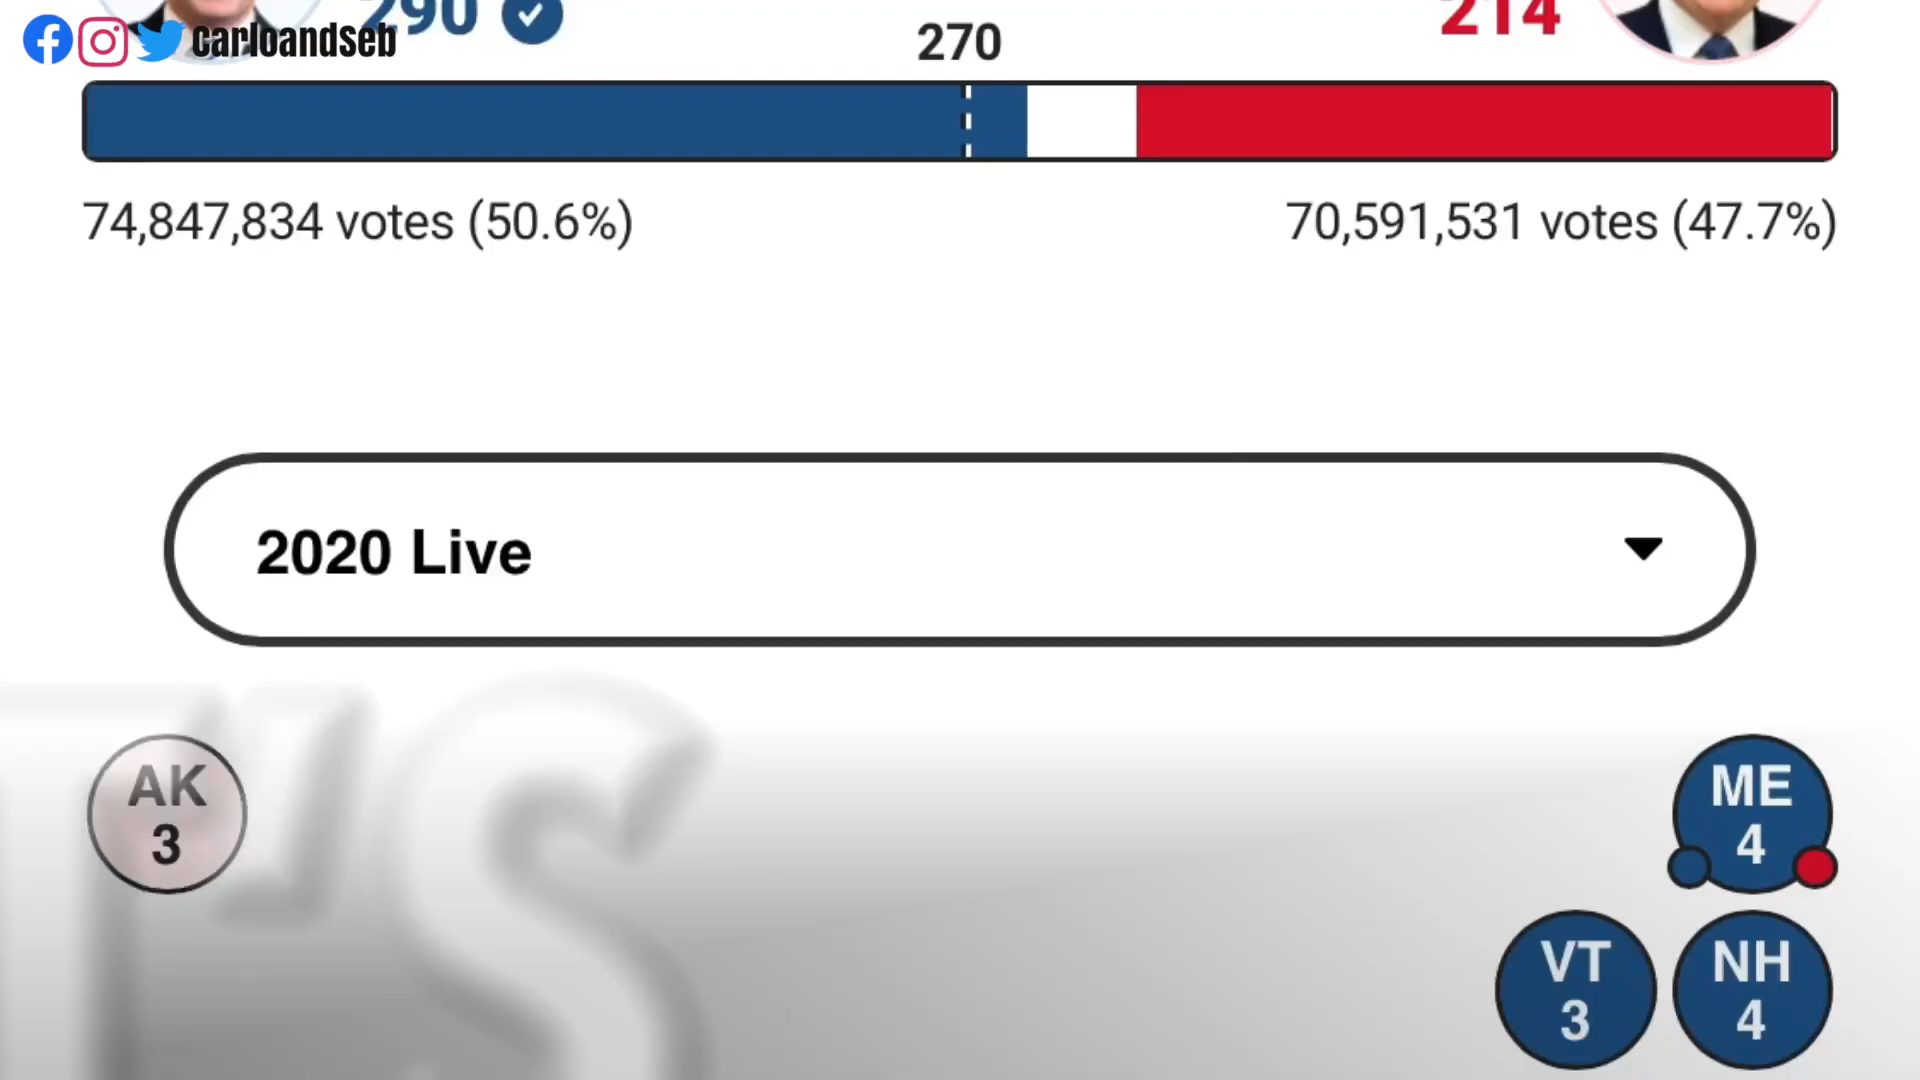 290
carloandseb
270
214
74,847,834 votes (50.6%)
70,591,531 votes (47.7%)
2020 Live
AK
3
ME
4
VT
3
NH
4